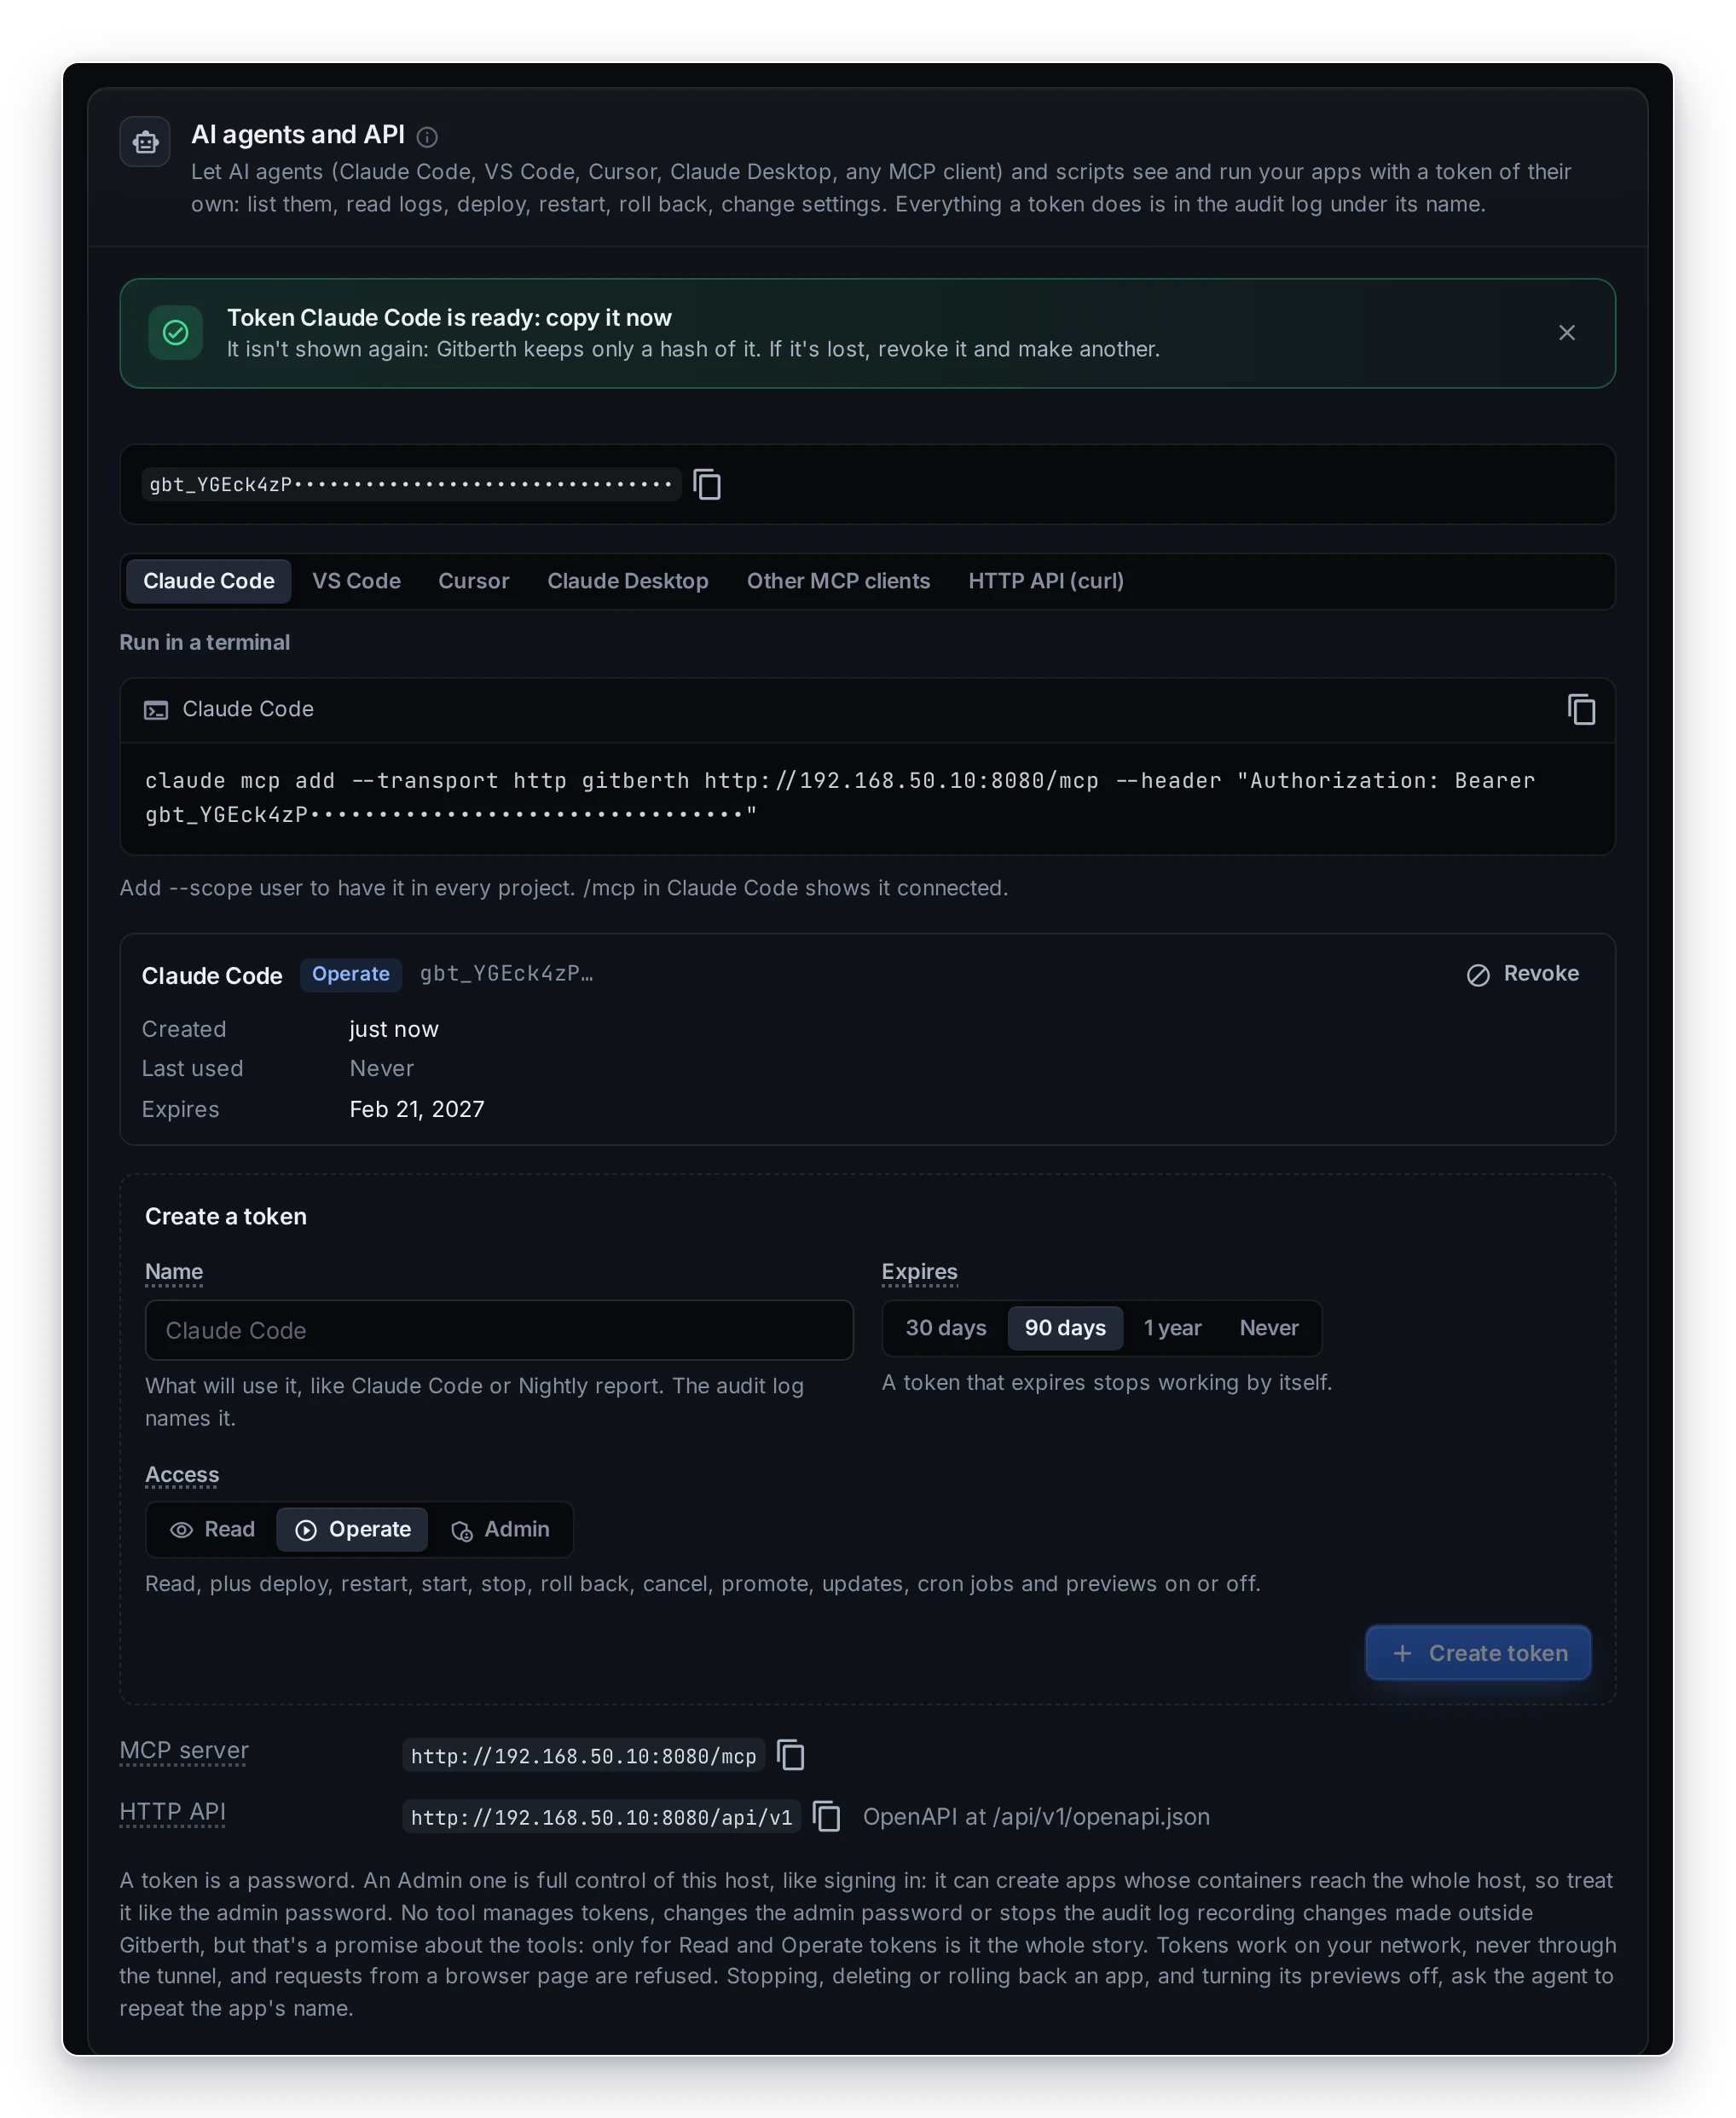 AI agents and API
Let AI agents (Claude Code, VS Code, Cursor, Claude Desktop, any MCP client) and scripts see and run your apps with a token of their
own: list them, read logs, deploy, restart, roll back, change settings. Everything a token does is in the audit log under its name.
Token Claude Code is ready: copy it now
It isn't shown again: Gitberth keeps only a hash of it. If it's lost, revoke it and make another.
gbt_YGEck4zP••••••••••••••••••••••••••••••••
Claude Code VS Code Cursor Claude Desktop Other MCP clients HTTP API (curl)
Run in a terminal
Claude Code
claude mcp add --transport http gitberth http://192.168.50.10:8080/mcp --header "Authorization: Bearer
gbt_YGEck4zP••••••••••••••••••••••••••••••••"
Add --scope user to have it in every project. /mcp in Claude Code shows it connected.
Claude Code Operate gbt_YGEck4zP… Revoke
Created just now
Last used Never
Expires Feb 21, 2027
Create a token
Name Expires
Claude Code 30 days 90 days 1 year Never
What will use it, like Claude Code or Nightly report. The audit log
names it.
A token that expires stops working by itself.
Access
Read Operate Admin
Read, plus deploy, restart, start, stop, roll back, cancel, promote, updates, cron jobs and previews on or off.
+ Create token
MCP server http://192.168.50.10:8080/mcp
HTTP API http://192.168.50.10:8080/api/v1 OpenAPI at /api/v1/openapi.json
A token is a password. An Admin one is full control of this host, like signing in: it can create apps whose containers reach the whole host, so treat
it like the admin password. No tool manages tokens, changes the admin password or stops the audit log recording changes made outside
Gitberth, but that's a promise about the tools: only for Read and Operate tokens is it the whole story. Tokens work on your network, never through
the tunnel, and requests from a browser page are refused. Stopping, deleting or rolling back an app, and turning its previews off, ask the agent to
repeat the app's name.